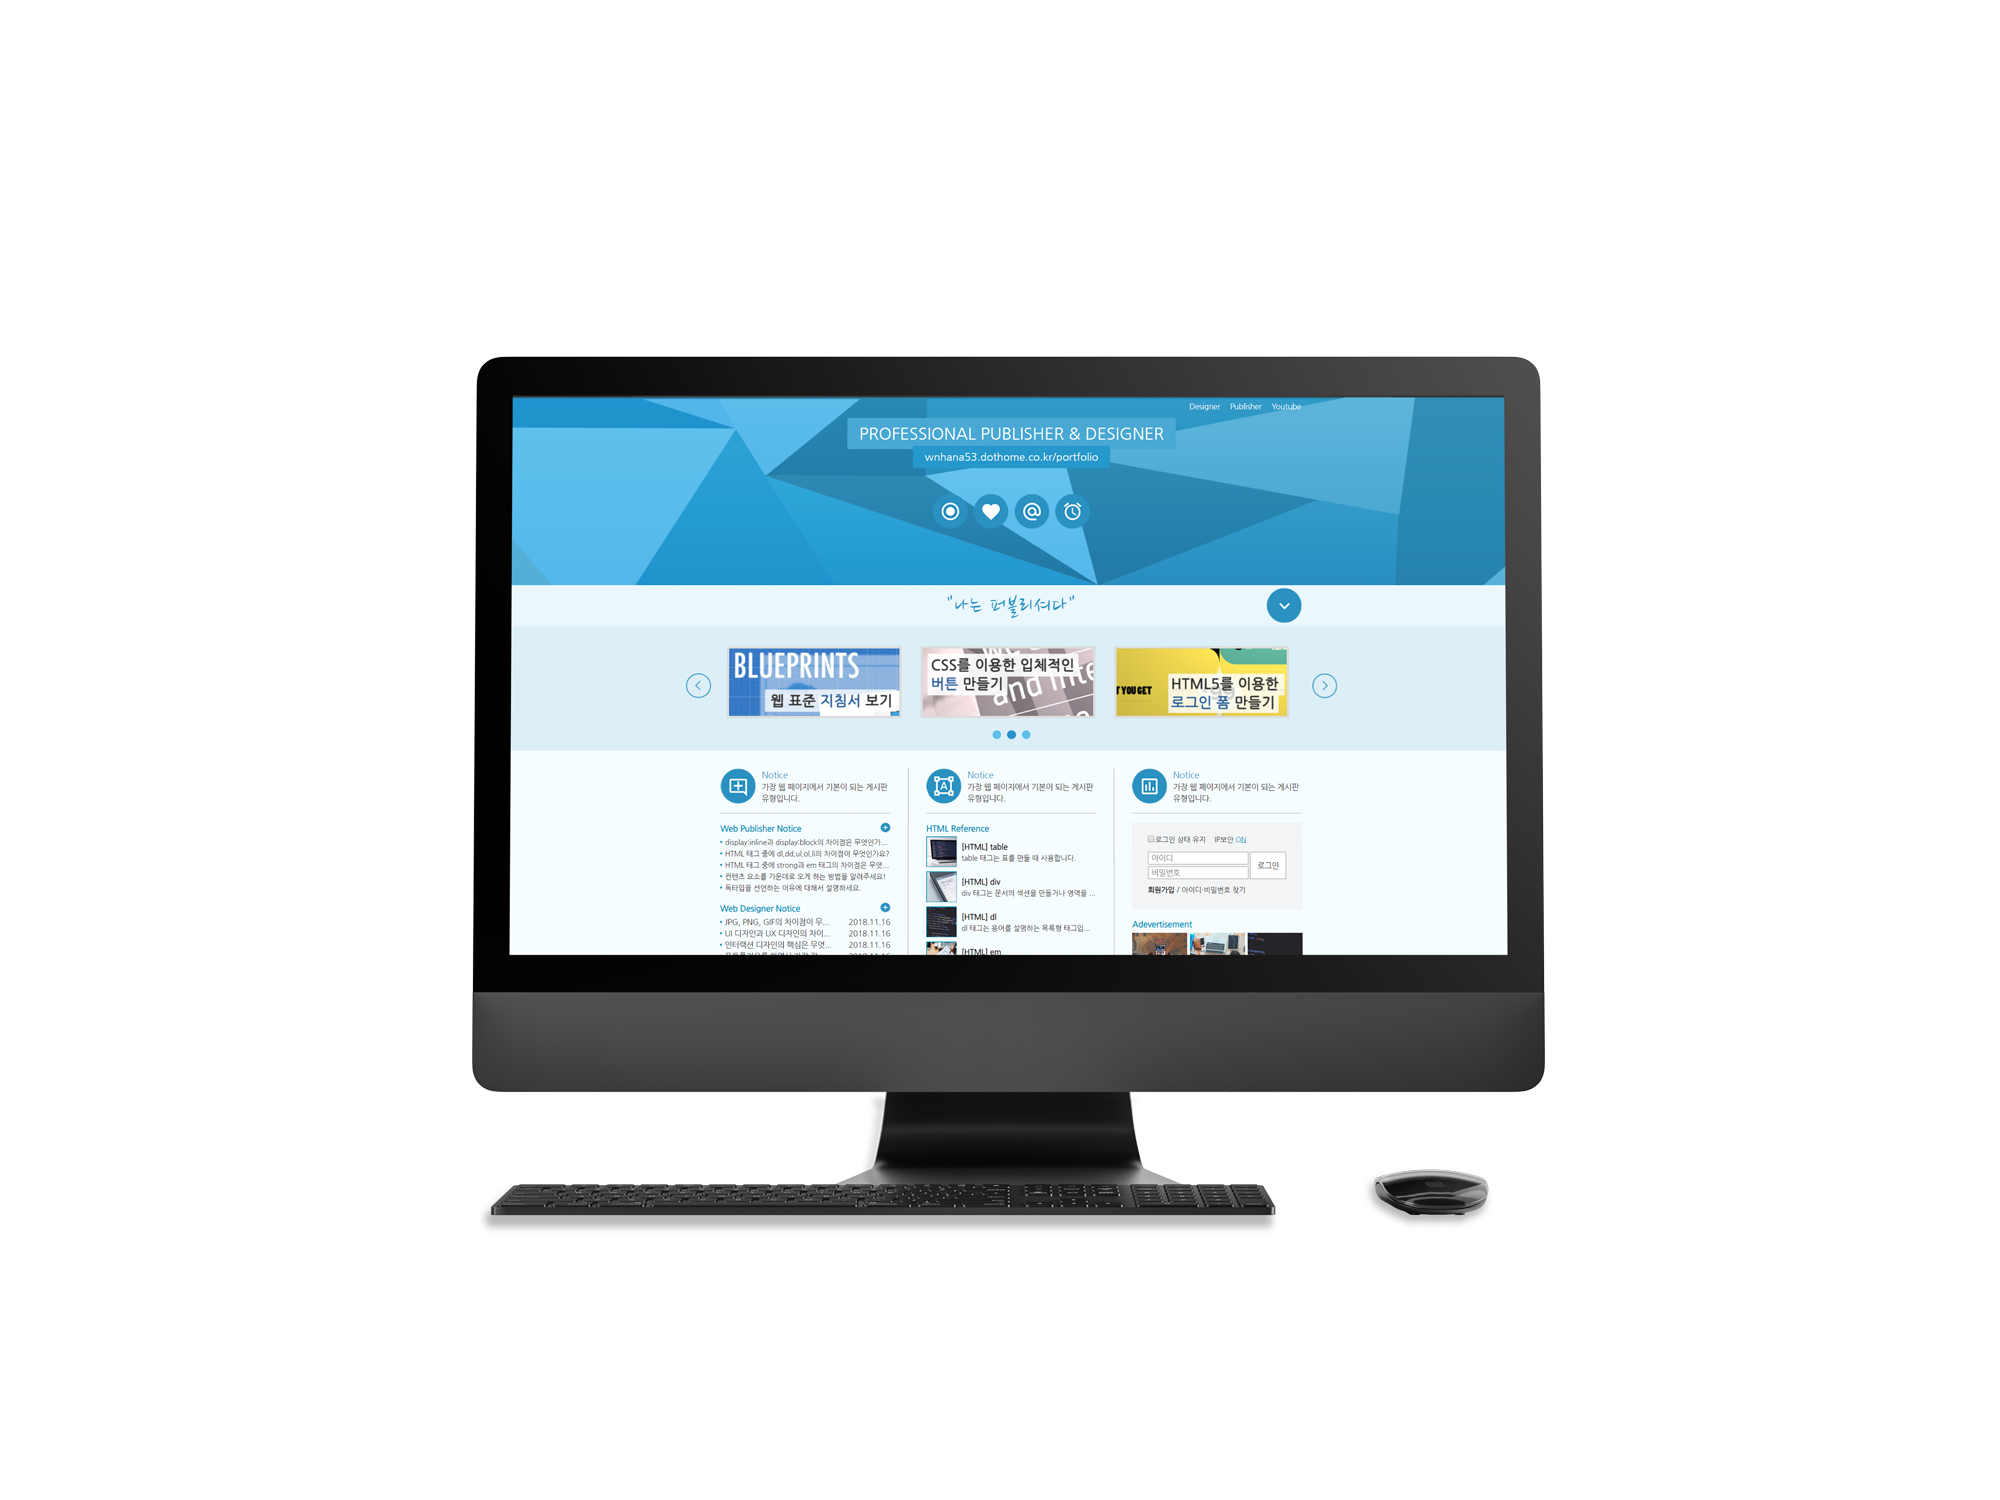 Designer Publisher Youtube
PROFESSIONAL PUBLISHER & DESIGNER
wnhana53.dothome.co.kr/portfolio
"나는 퍼블리셔다"
BLUEPRINTS
웹 표준 지침서 보기
CSS를 이용한 입체적인
버튼 만들기
and Inte
T YOU GET
HTML5를 이용한
로그인 폼 만들기
Notice
가장 웹 페이지에서 기본이 되는 게시판
유형입니다.
Web Publisher Notice
display:inline과 display:block의 차이점은 무엇인가...
HTML 태그 중에 dl,dd,ul,ol,li의 차이점이 무엇인가요?
HTML 태그 중에 strong과 em 태그의 차이점은 무엇...
컨텐츠 요소를 가운데로 오게 하는 방법을 알려주세요!
독타입을 선언하는 이유에 대해서 설명하세요.
Web Designer Notice
JPG, PNG, GIF의 차이점이 무... 2018.11.16
UI 디자인과 UX 디자인의 차이... 2018.11.16
인터랙션 디자인의 핵심은 무엇... 2018.11.16
Notice
가장 웹 페이지에서 기본이 되는 게시판
유형입니다.
HTML Reference
[HTML] table
table 태그는 표를 만들 때 사용합니다.
[HTML] div
div 태그는 문서의 섹션을 만들거나 영역을 ...
[HTML] dl
dl 태그는 용어를 설명하는 목록형 태그입...
[HTML] em
Notice
가장 웹 페이지에서 기본이 되는 게시판
유형입니다.
로그인 상태 유지 IP보안 ON
아이디
비밀번호
로그인
회원가입 / 아이디·비밀번호 찾기
Adevertisement